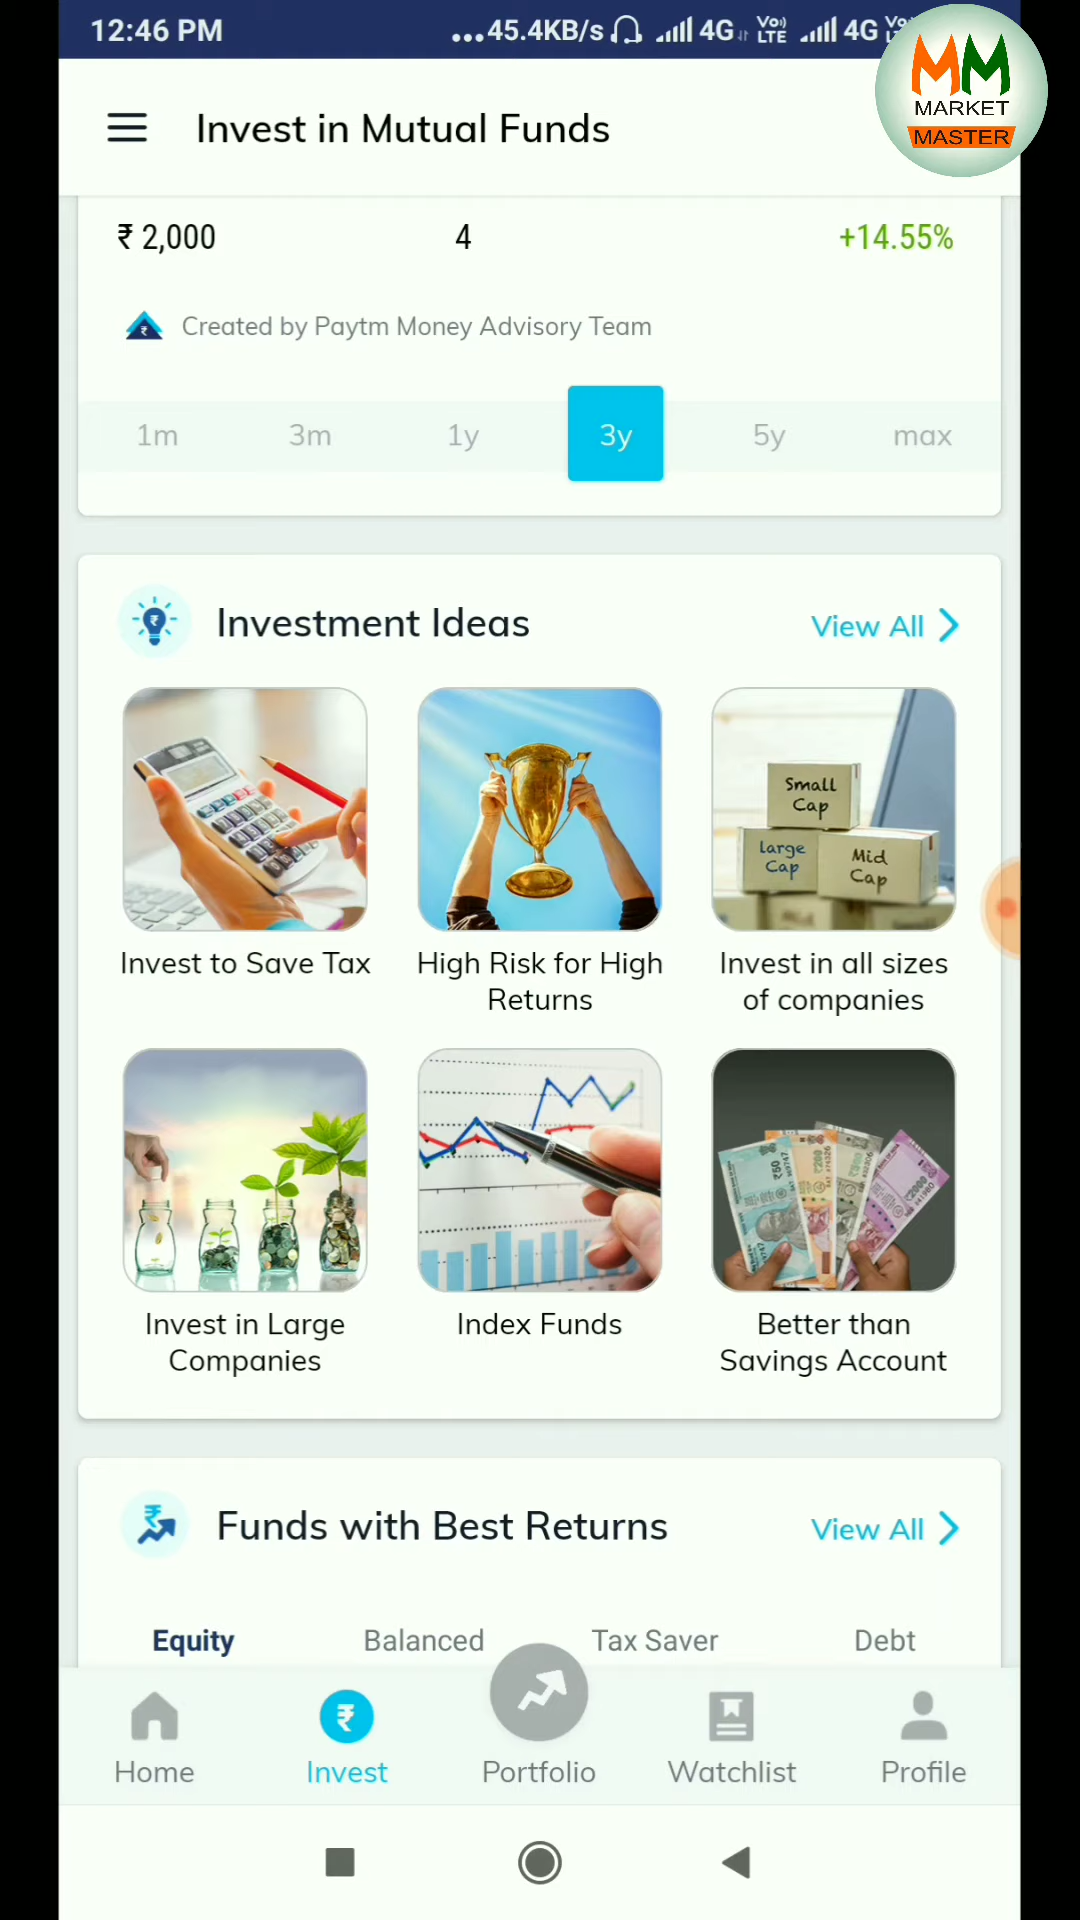 12:46 PM
...45.4KB/s 4G Vo) LTE 4G
MM
MARKET
MASTER
Invest in Mutual Funds
₹ 2,000 4 +14.55%
Created by Paytm Money Advisory Team
1m 3m 1y 3y 5y max
Investment Ideas View All
Small Cap
large Cap
Mid Cap
Invest to Save Tax
High Risk for High
Returns
Invest in all sizes
of companies
Invest in Large
Companies
Index Funds
Better than
Savings Account
Funds with Best Returns View All
Equity Balanced Tax Saver Debt
Home Invest Portfolio Watchlist Profile